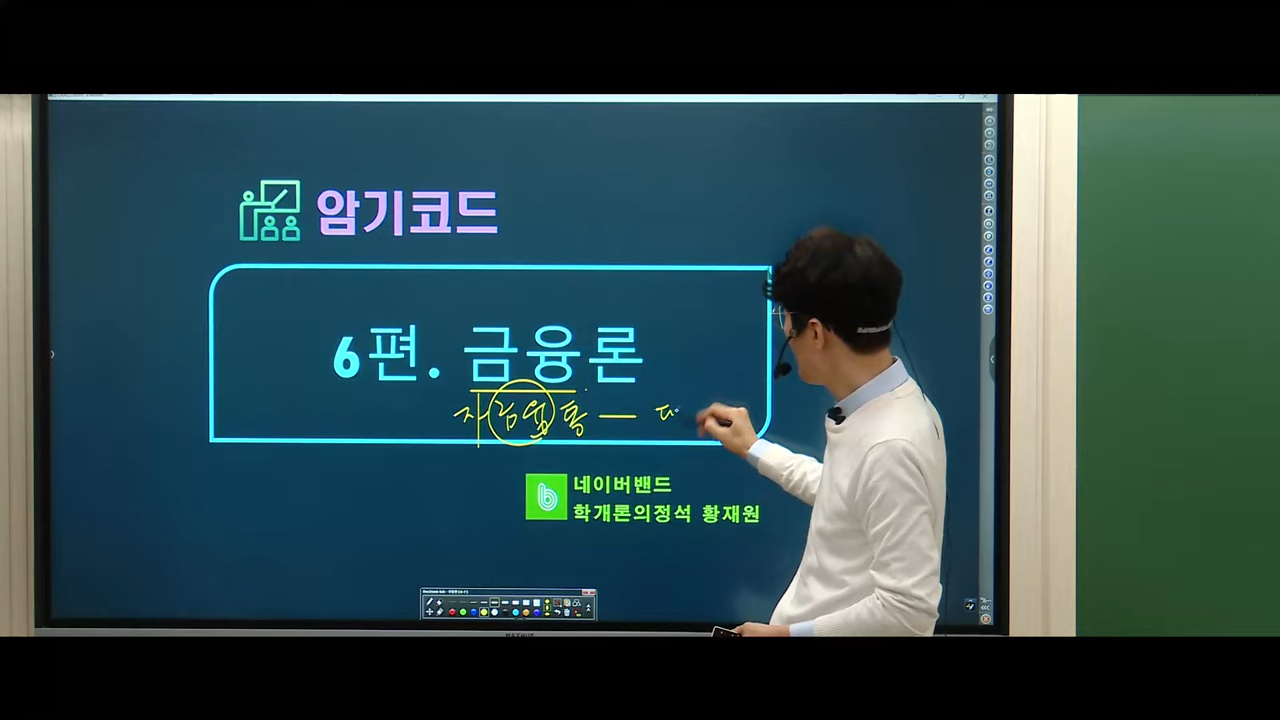 암기코드
6편. 금융론
자금융통 —
네이버밴드
학개론의정석 황재원